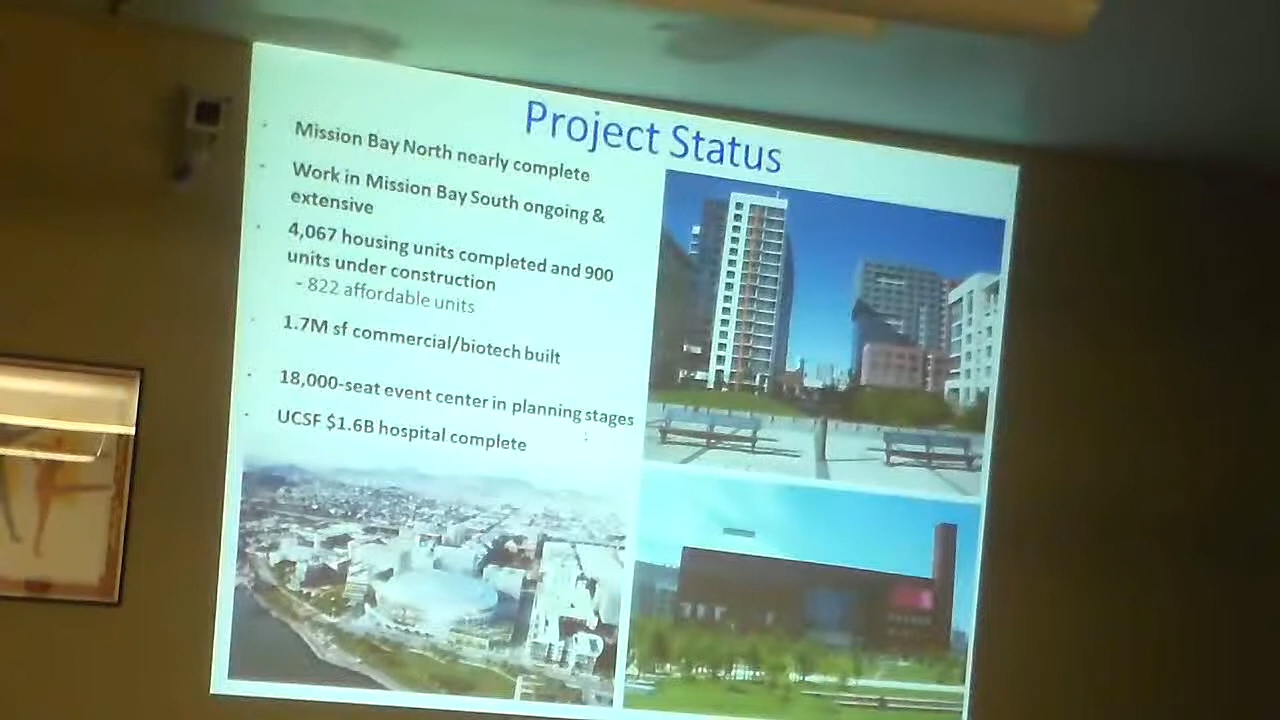 Project Status
Mission Bay North nearly complete
Work in Mission Bay South ongoing &
extensive
4,067 housing units completed and 900
units under construction
- 822 affordable units
1.7M sf commercial/biotech built
18,000-seat event center in planning stages
UCSF $1.6B hospital complete